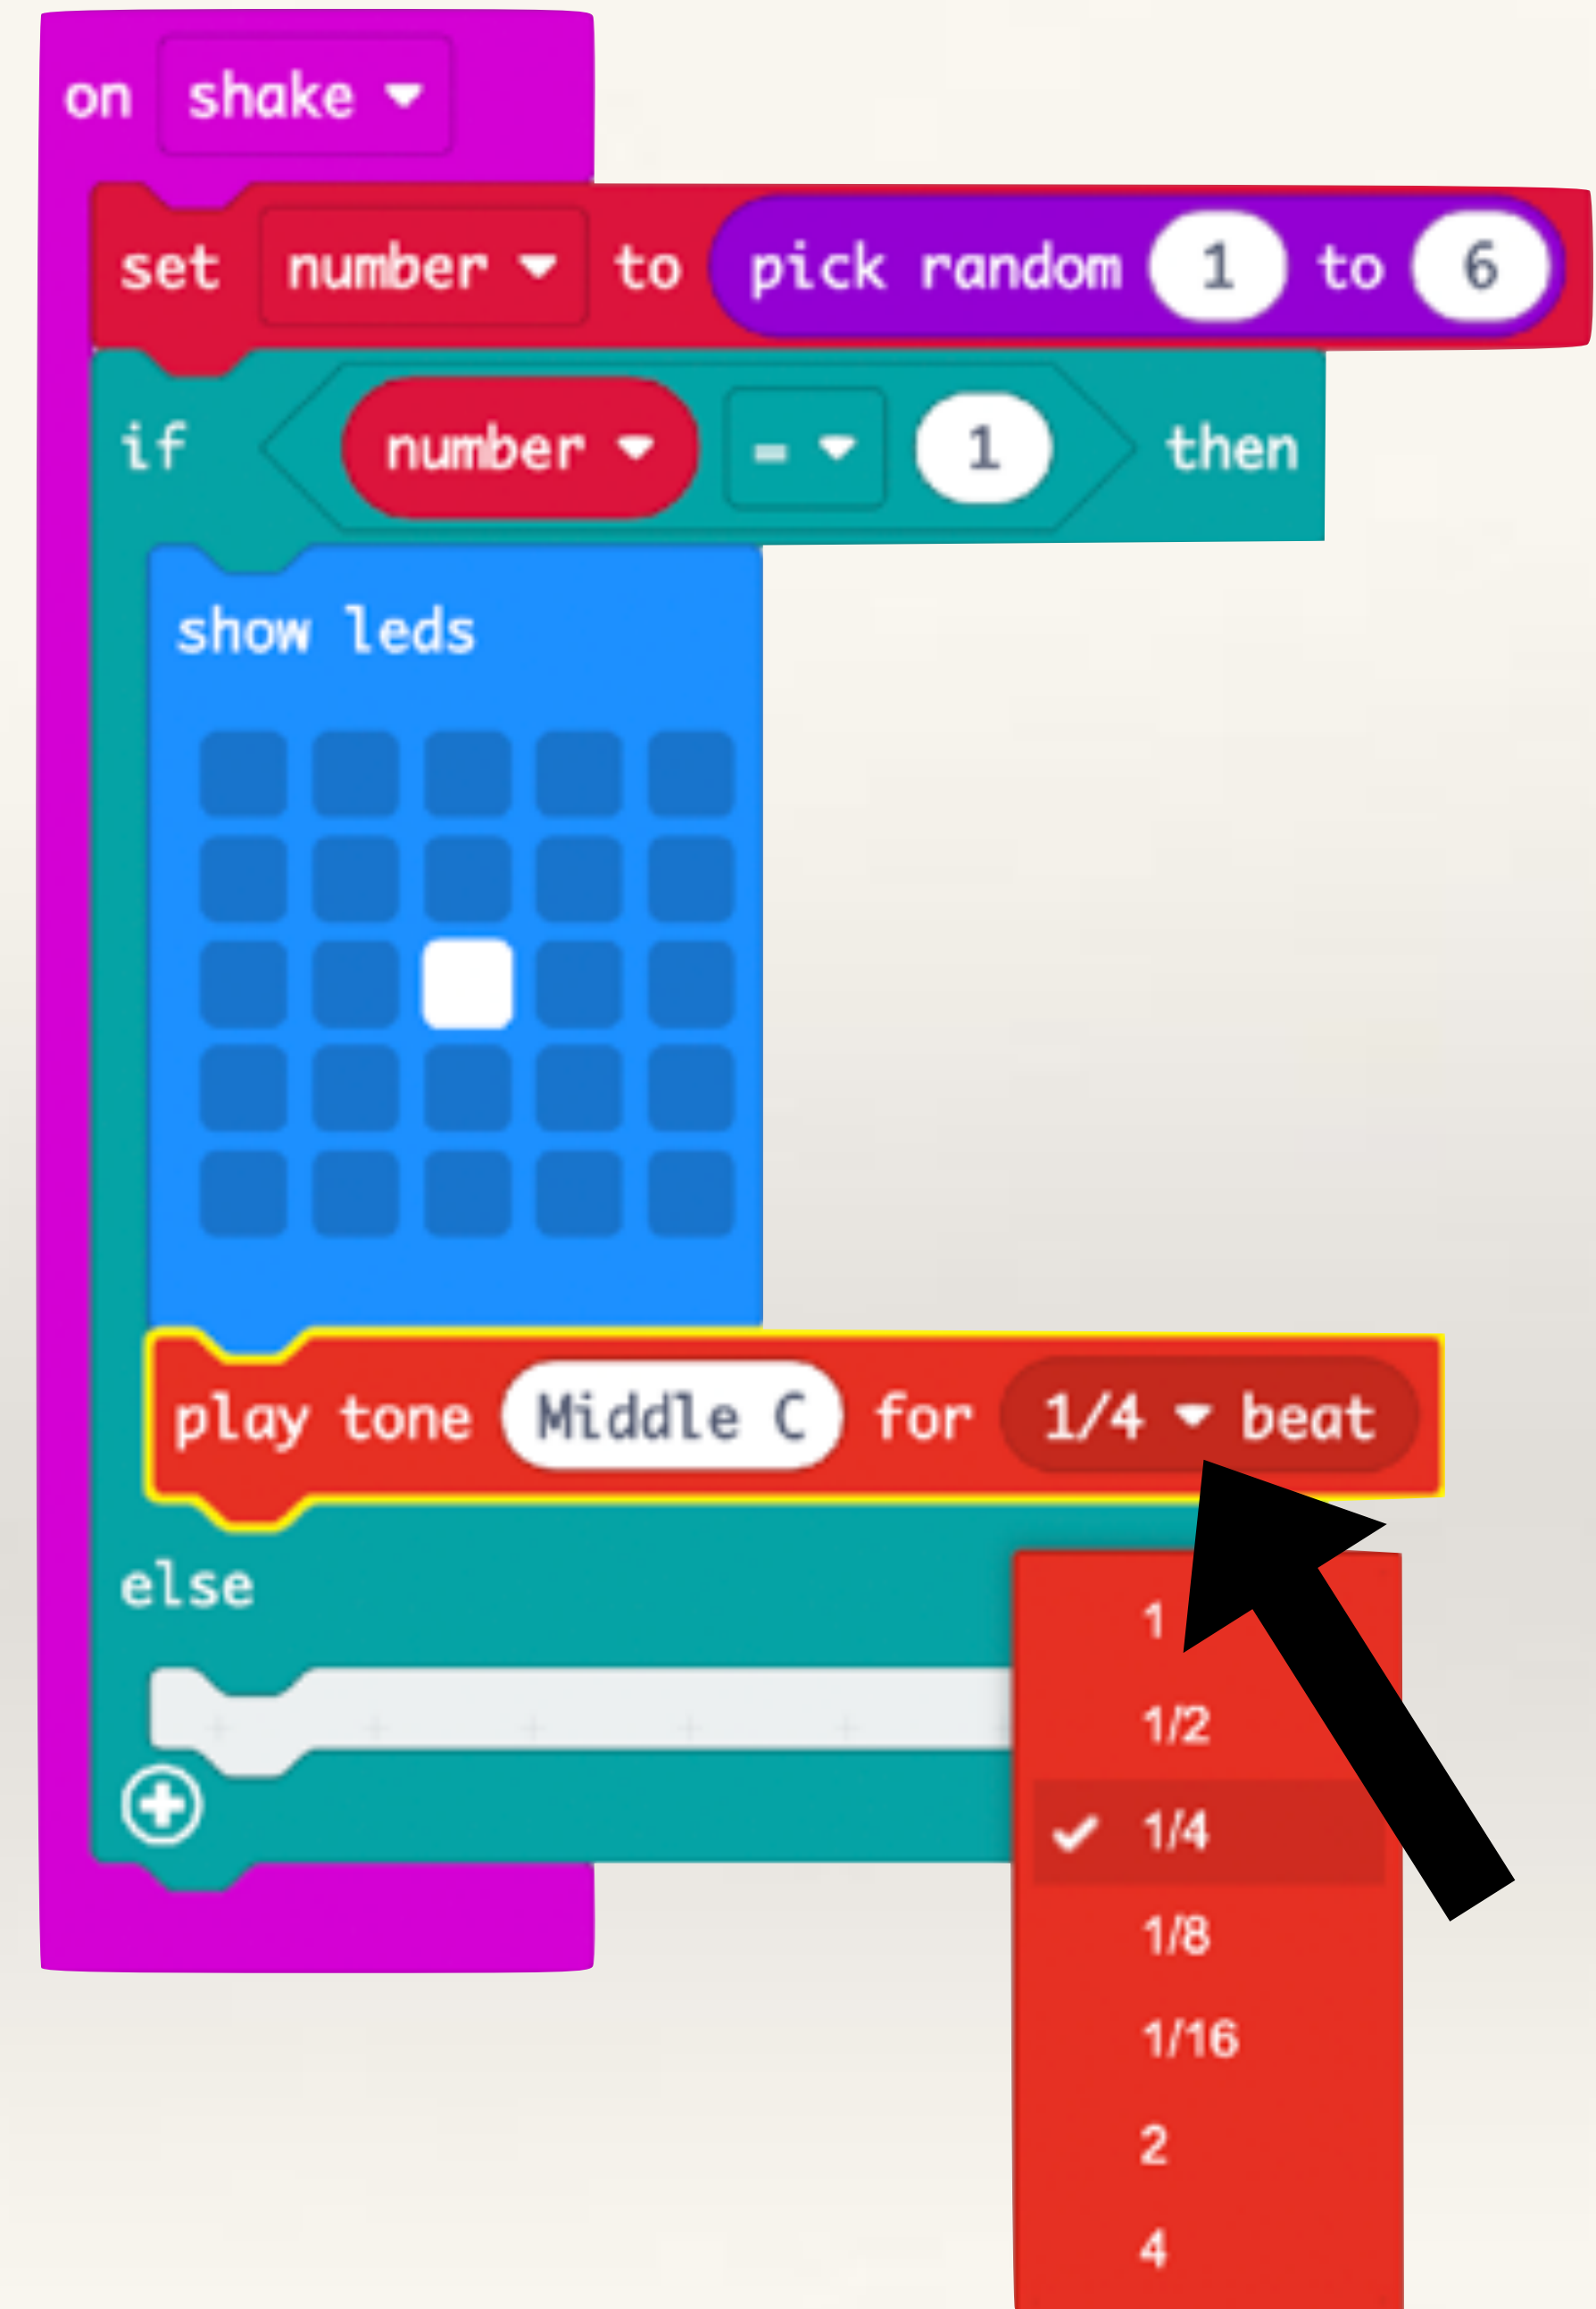 on shake
set number to pick random 1 to 6
if number = 1 then
show leds
play tone Middle C for 1/4 beat
else
1
1/2
1/4
1/8
1/16
2
4